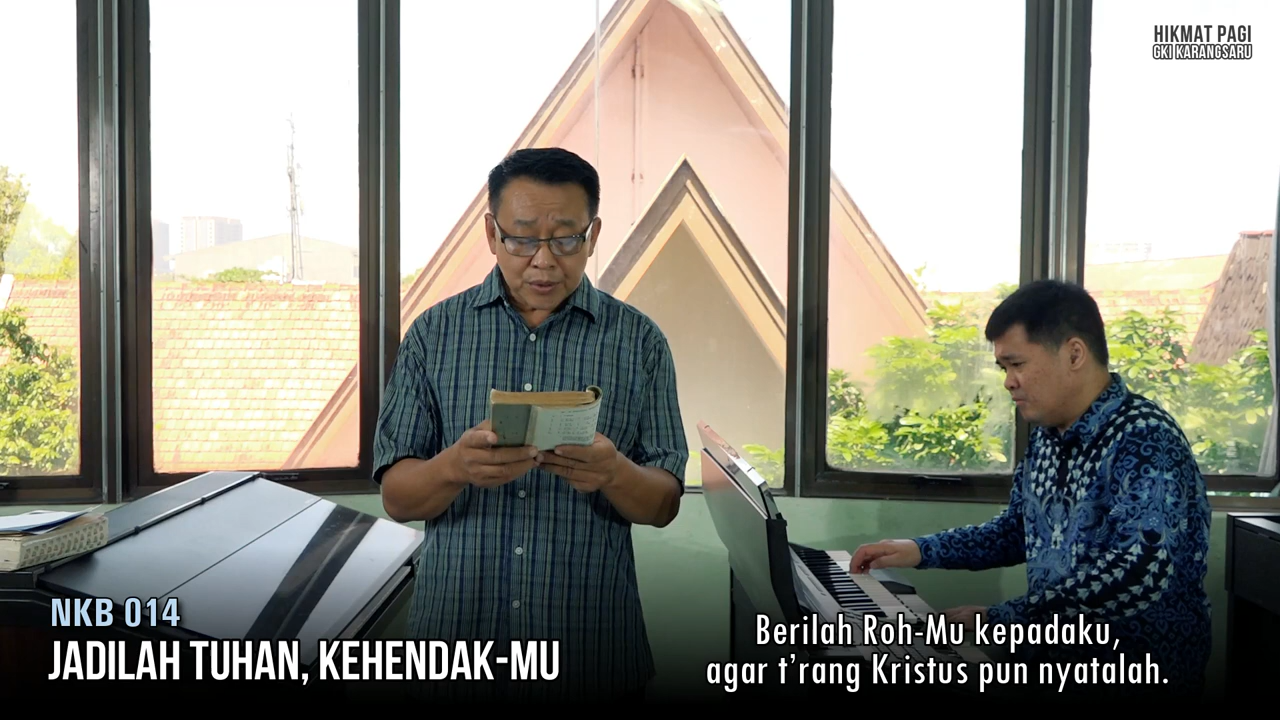 HIKMAT PAGI
GKI KARANGSARU
NKB 014
JADILAH TUHAN, KEHENDAK-MU
Berilah Roh-Mu kepadaku,
agar t'rang Kristus pun nyatalah.